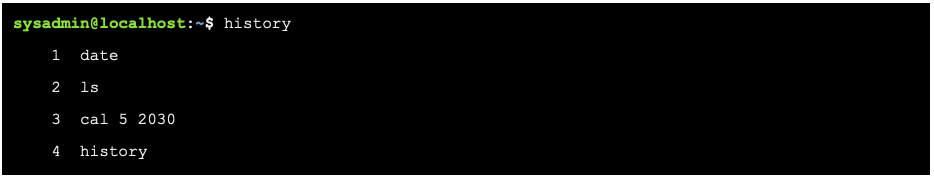 sysadmin@localhost:~$ history
1 date
2 ls
3 cal 5 2030
4 history